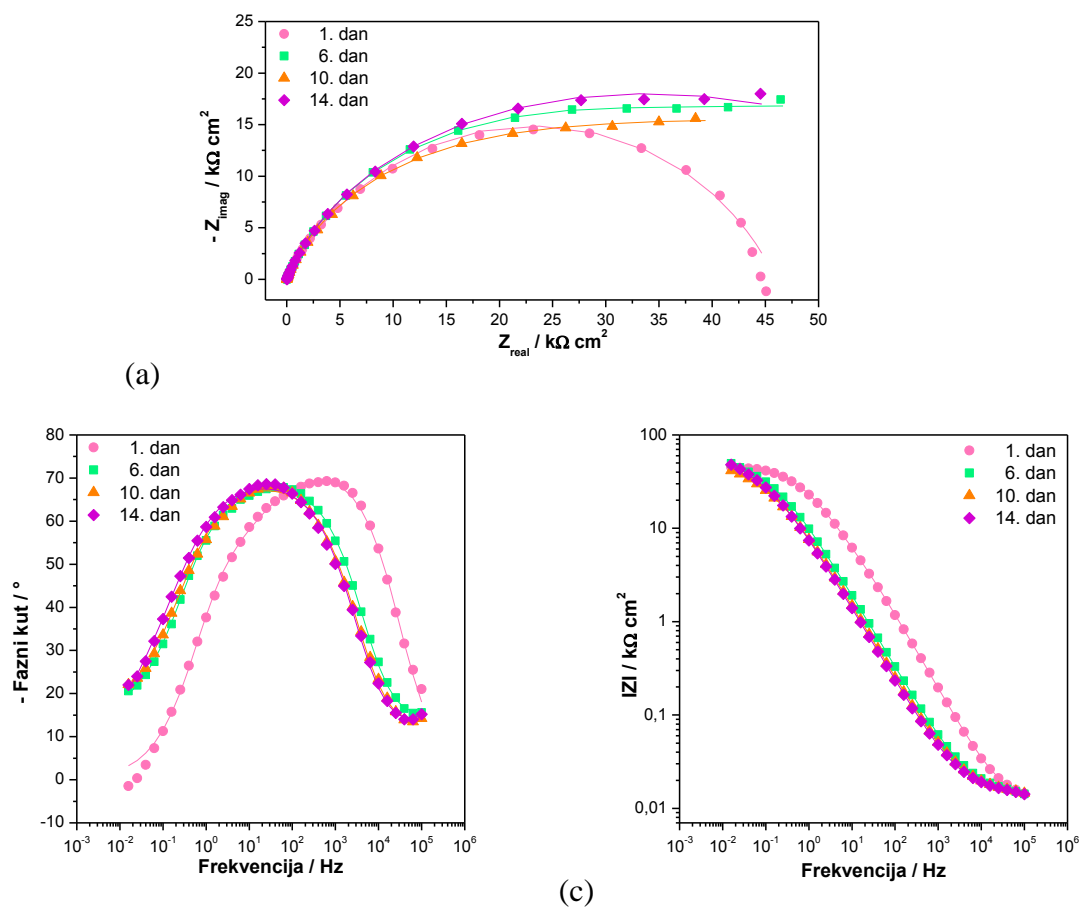 25
20
15
10
5
0
- Z_imag / kΩ cm²
1. dan
6. dan
10. dan
14. dan
0 5 10 15 20 25 30 35 40 45 50
Z_real / kΩ cm²
(a)
80
70
60
50
40
30
20
10
0
-10
- Fazni kut / °
1. dan
6. dan
10. dan
14. dan
10⁻³ 10⁻² 10⁻¹ 10⁰ 10¹ 10² 10³ 10⁴ 10⁵ 10⁶
Frekvencija / Hz
100
10
1
0,1
0,01
|Z| / kΩ cm²
1. dan
6. dan
10. dan
14. dan
10⁻³ 10⁻² 10⁻¹ 10⁰ 10¹ 10² 10³ 10⁴ 10⁵ 10⁶
Frekvencija / Hz
(c)